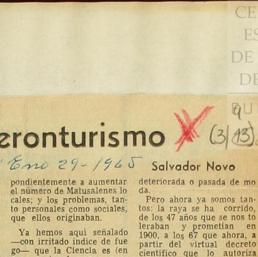 CE
ES
DE
DE
eronturismo X (3/13) 9
Eno 29-1965
Salvador Novo
pondientemente a aumentar
el número de Matusalenes lo
cales; y los problemas, tan-
to personales como sociales,
que ellos originaban.
Ya hemos aquí señalado
—con irritado índice de fue-
go— que la Ciencia es (en
deteriorada o pasada de mo
da.
Pero ahora ya somos tan-
tos: la raya se ha corrido,
de los 47 años que se nos to
leraban y prometían en
1900, a los 67 que ahora, a
partir del virtual decreto
científico que lo autoriza